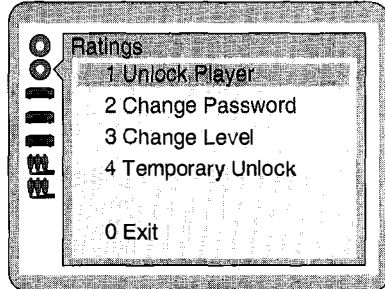 Ratings
1 Unlock Player
2 Change Password
3 Change Level
4 Temporary Unlock
0 Exit